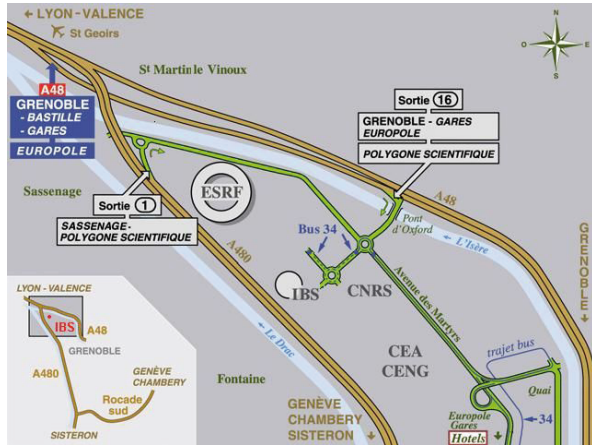 ← LYON-VALENCE
St Geoirs
St Martin le Vinoux
N
O
E
S
A48
GRENOBLE
- BASTILLE
- GARES
EUROPOLE
Sortie 16
GRENOBLE - GARES
EUROPOLE
POLYGONE SCIENTIFIQUE
Sassenage
ESRF
Sortie 1
SASSENAGE-
POLYGONE SCIENTIFIQUE
A48
Pont
d'Oxford
L'Isère
A480
Bus 34
IBS
CNRS
GRENOBLE
Avenue des Martyrs
LYON-VALENCE
IBS
A48
GRENOBLE
A480
GENÈVE
CHAMBERY
Rocade
sud
SISTERON
Le Drac
CEA
CENG
trajet bus
Fontaine
Quai
GENÈVE
CHAMBERY
SISTERON
Europole
Gares
Hotels
34